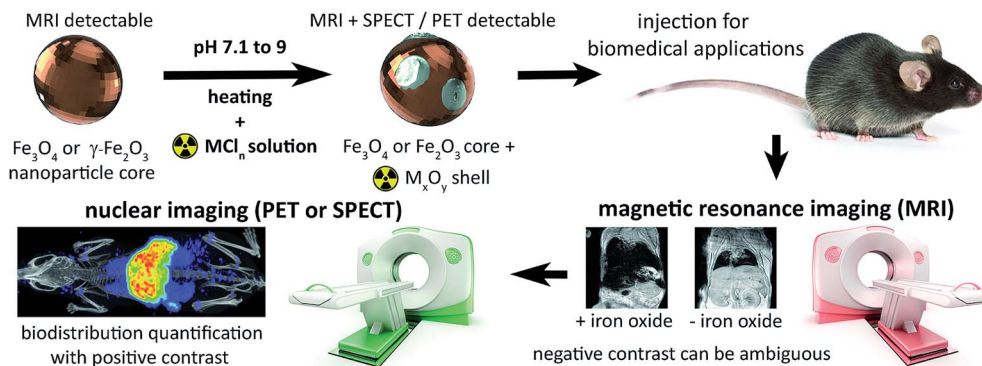 MRI detectable
Fe₃O₄ or γ-Fe₂O₃
nanoparticle core
pH 7.1 to 9
heating
+
MClₙ solution
MRI + SPECT / PET detectable
Fe₃O₄ or Fe₂O₃ core +
MₓOᵧ shell
injection for
biomedical applications
magnetic resonance imaging (MRI)
+ iron oxide
- iron oxide
negative contrast can be ambiguous
nuclear imaging (PET or SPECT)
biodistribution quantification
with positive contrast